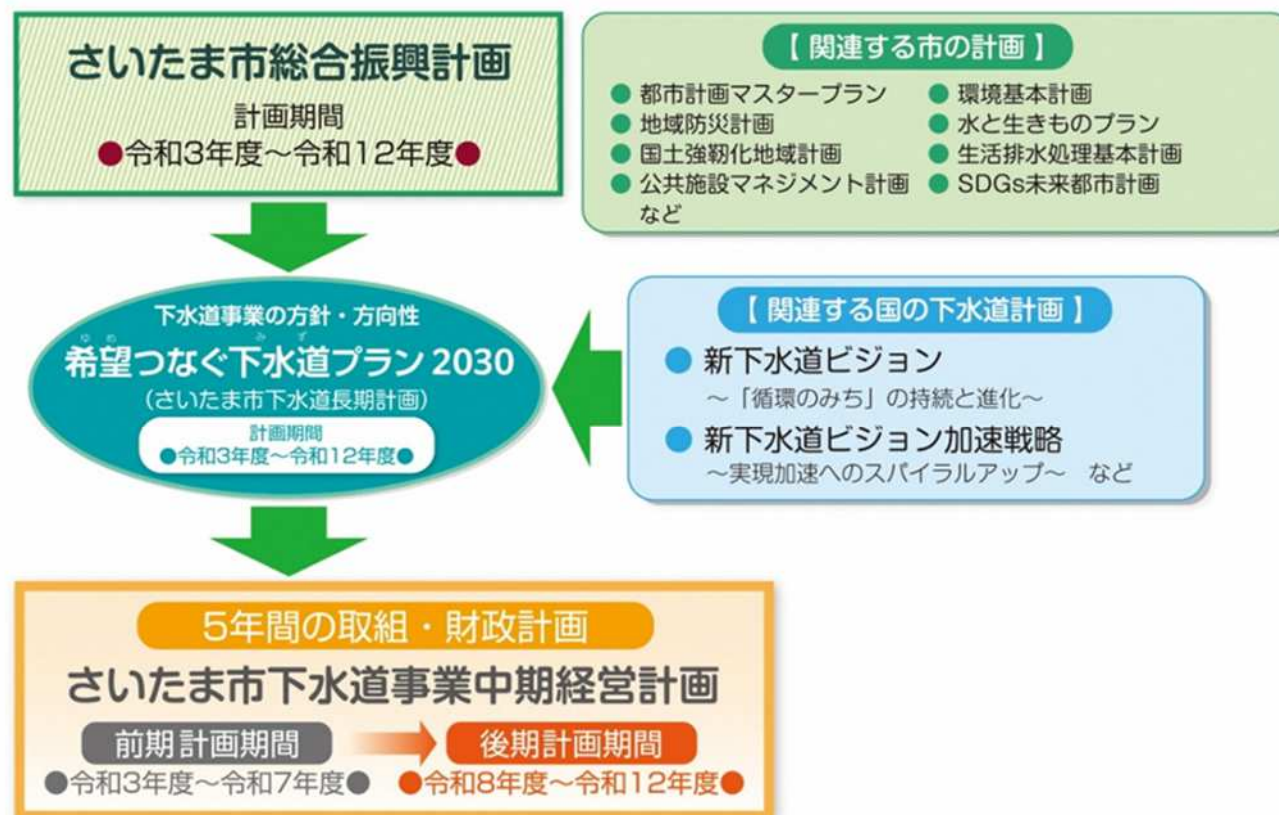 さいたま市総合振興計画
計画期間
●令和3年度～令和12年度●
【 関連する市の計画 】
● 都市計画マスタープラン
● 地域防災計画
● 国土強靭化地域計画
● 公共施設マネジメント計画
など
● 環境基本計画
● 水と生きものプラン
● 生活排水処理基本計画
● SDGs未来都市計画
下水道事業の方針・方向性
ゆめ みず
希望つなぐ下水道プラン 2030
(さいたま市下水道長期計画)
計画期間
●令和3年度～令和12年度●
【 関連する国の下水道計画 】
● 新下水道ビジョン
～「循環のみち」の持続と進化～
● 新下水道ビジョン加速戦略
～実現加速へのスパイラルアップ～ など
5年間の取組・財政計画
さいたま市下水道事業中期経営計画
前期計画期間
●令和3年度～令和7年度●
後期計画期間
●令和8年度～令和12年度●